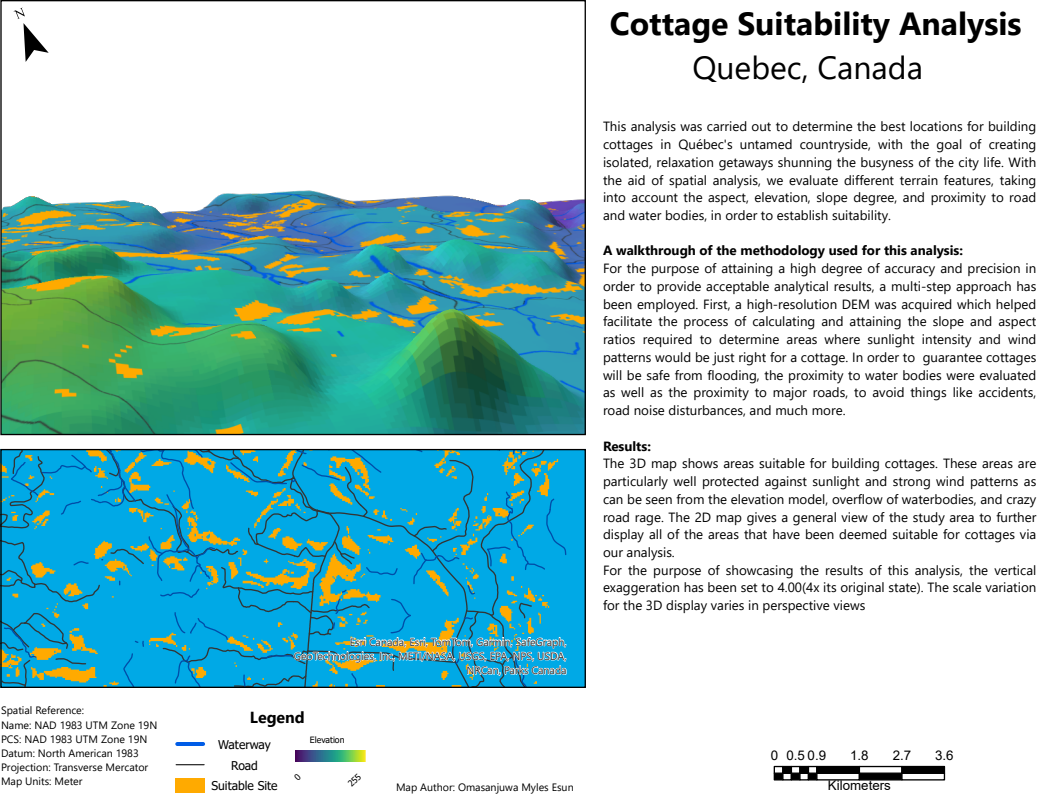 N
Cottage Suitability Analysis
Quebec, Canada
This analysis was carried out to determine the best locations for building
cottages in Québec's untamed countryside, with the goal of creating
isolated, relaxation getaways shunning the busyness of the city life. With
the aid of spatial analysis, we evaluate different terrain features, taking
into account the aspect, elevation, slope degree, and proximity to road
and water bodies, in order to establish suitability.
A walkthrough of the methodology used for this analysis:
For the purpose of attaining a high degree of accuracy and precision in
order to provide acceptable analytical results, a multi-step approach has
been employed. First, a high-resolution DEM was acquired which helped
facilitate the process of calculating and attaining the slope and aspect
ratios required to determine areas where sunlight intensity and wind
patterns would be just right for a cottage. In order to guarantee cottages
will be safe from flooding, the proximity to water bodies were evaluated
as well as the proximity to major roads, to avoid things like accidents,
road noise disturbances, and much more.
Results:
The 3D map shows areas suitable for building cottages. These areas are
particularly well protected against sunlight and strong wind patterns as
can be seen from the elevation model, overflow of waterbodies, and crazy
road rage. The 2D map gives a general view of the study area to further
display all of the areas that have been deemed suitable for cottages via
our analysis.
For the purpose of showcasing the results of this analysis, the vertical
exaggeration has been set to 4.00(4x its original state). The scale variation
for the 3D display varies in perspective views
Esri Canada, Esri, TomTom, Garmin, SafeGraph,
GeoTechnologies, Inc, METI/NASA, USGS, EPA, NPS, USDA,
NRCan, Parks Canada
Spatial Reference:
Name: NAD 1983 UTM Zone 19N
PCS: NAD 1983 UTM Zone 19N
Datum: North American 1983
Projection: Transverse Mercator
Map Units: Meter
Legend
Waterway
Road
Suitable Site
Elevation
0 255
Map Author: Omasanjuwa Myles Esun
0 0.5 0.9 1.8 2.7 3.6
Kilometers